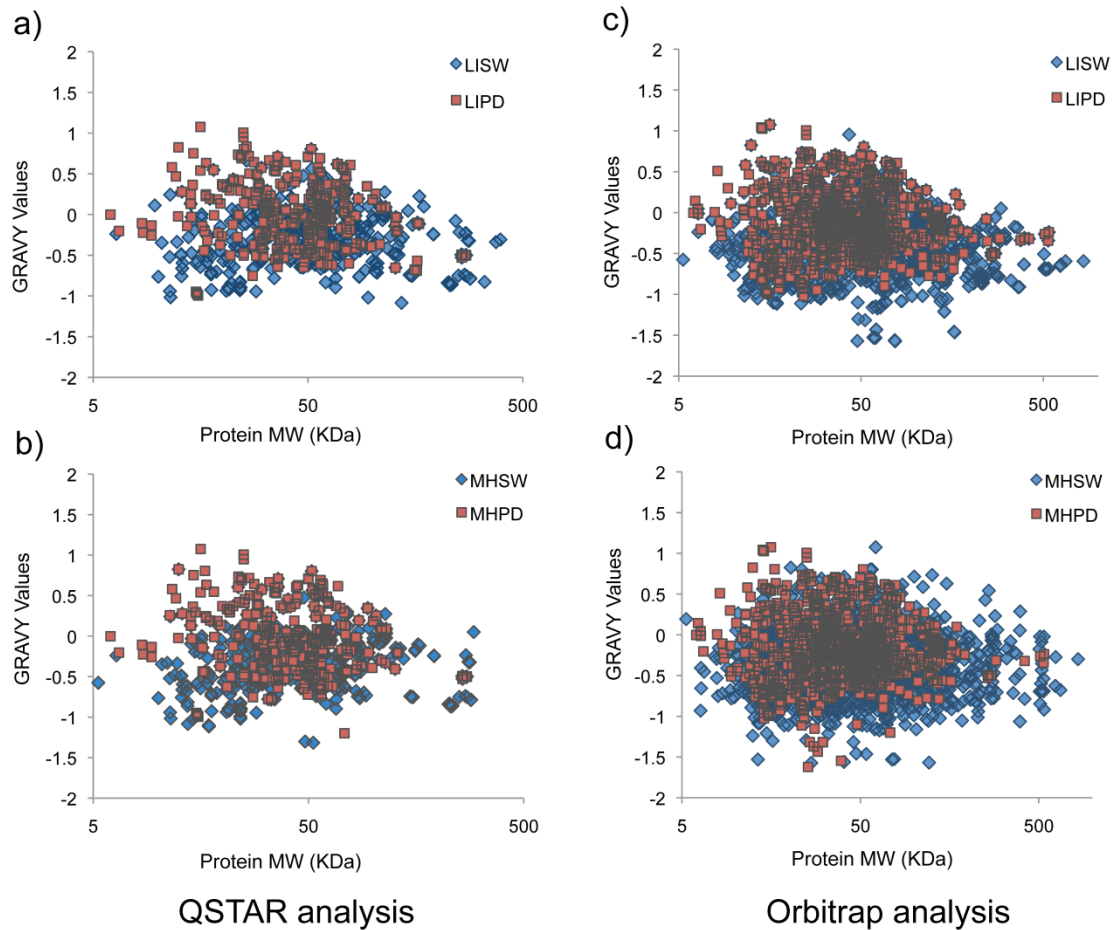 a)
2
1.5
1
0.5
0
-0.5
-1
-1.5
-2
GRAVY Values
5 50 500
Protein MW (KDa)
LISW
LIPD
b)
2
1.5
1
0.5
0
-0.5
-1
-1.5
-2
GRAVY Values
5 50 500
Protein MW (KDa)
MHSW
MHPD
QSTAR analysis
c)
2
1.5
1
0.5
0
-0.5
-1
-1.5
-2
GRAVY Values
5 50 500
Protein MW (KDa)
LISW
LIPD
d)
2
1.5
1
0.5
0
-0.5
-1
-1.5
-2
GRAVY Values
5 50 500
Protein MW (KDa)
MHSW
MHPD
Orbitrap analysis